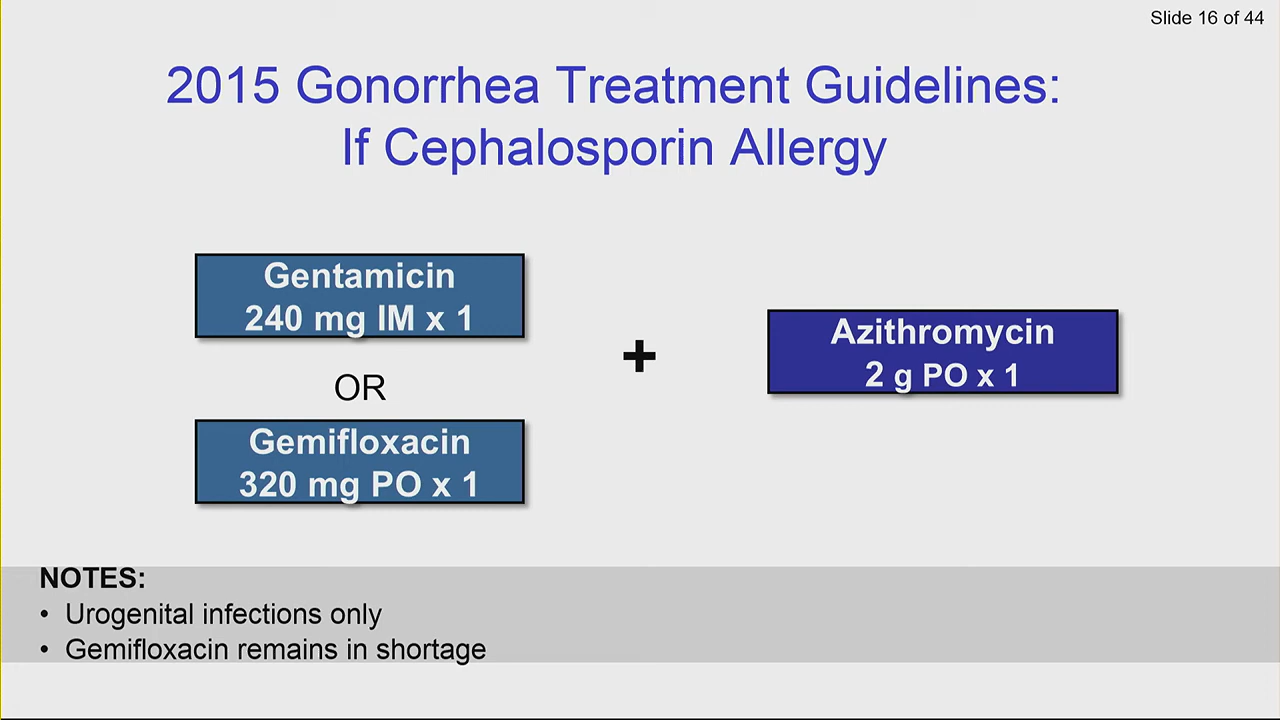 Slide 16 of 44
2015 Gonorrhea Treatment Guidelines:
If Cephalosporin Allergy
Gentamicin
240 mg IM x 1
OR
Gemifloxacin
320 mg PO x 1
+
Azithromycin
2 g PO x 1
NOTES:
• Urogenital infections only
• Gemifloxacin remains in shortage